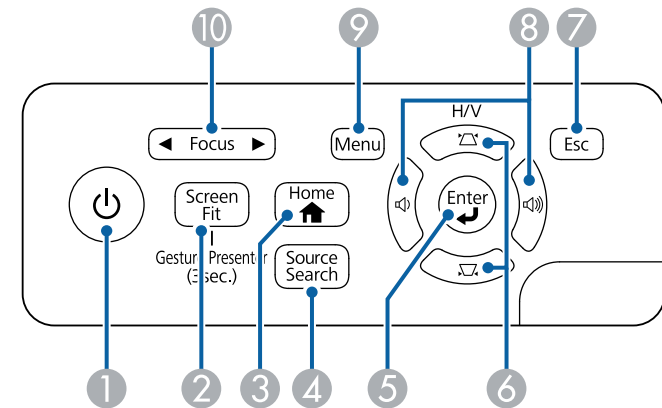 10
9
8
7
H/V
Focus
Menu
Esc
Screen
Fit
Home
Enter
Gesture Presenter
(3sec.)
Source
Search
1
2
3
4
5
6